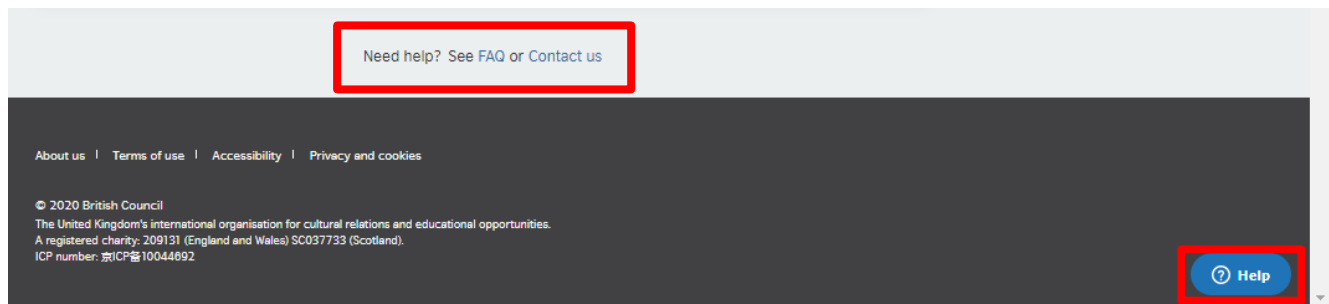 Need help? See FAQ or Contact us
About us | Terms of use | Accessibility | Privacy and cookies
© 2020 British Council
The United Kingdom's international organisation for cultural relations and educational opportunities.
A registered charity: 209131 (England and Wales) SC037733 (Scotland).
ICP number: 京ICP备10044692
? Help